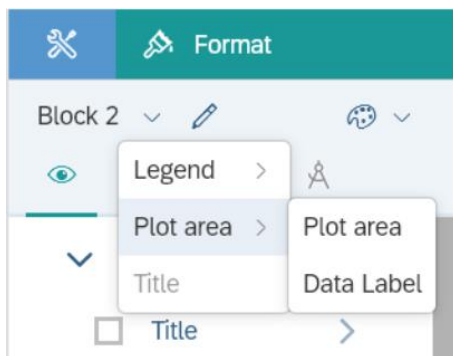 Format
Block 2
Legend
Plot area
Plot area
Title
Data Label
Title